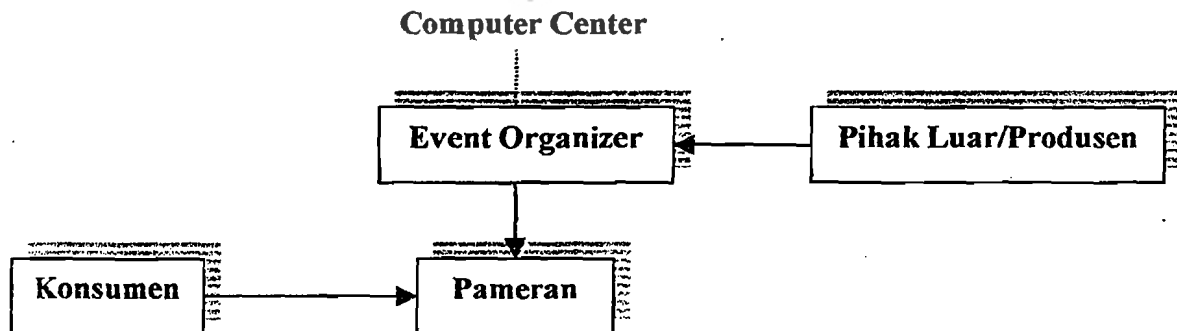 Computer Center
Event Organizer
Pihak Luar/Produsen
Konsumen
Pameran